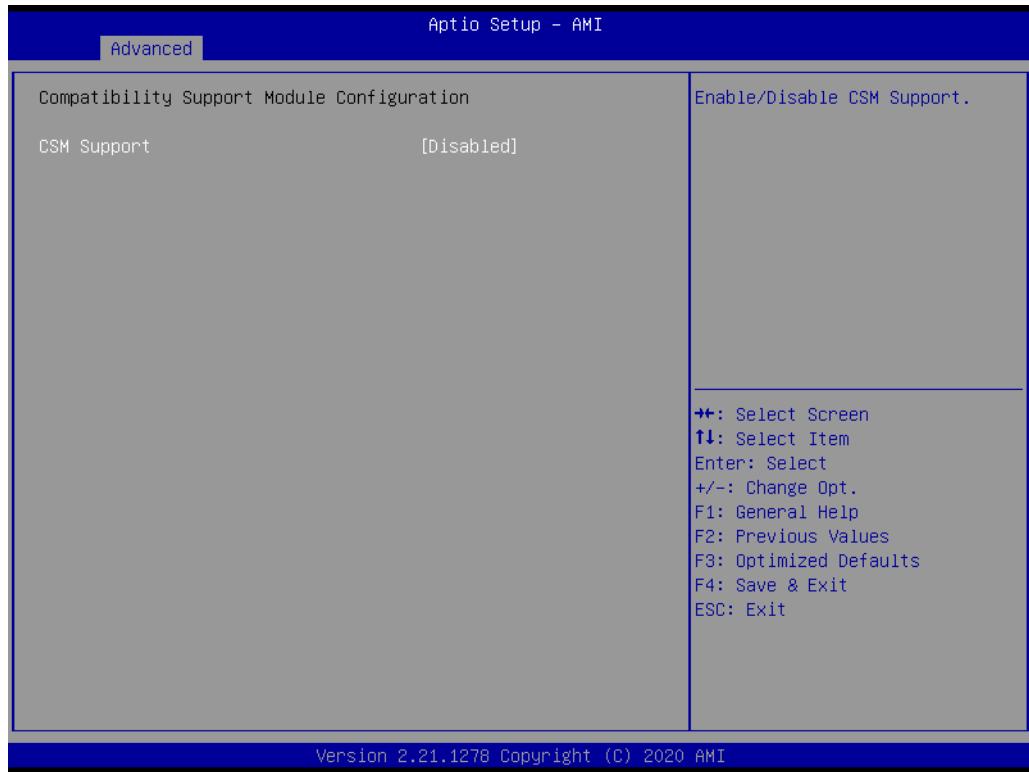 Aptio Setup – AMI
Advanced
Compatibility Support Module Configuration
CSM Support [Disabled]
Enable/Disable CSM Support.
→←: Select Screen
↑↓: Select Item
Enter: Select
+/-: Change Opt.
F1: General Help
F2: Previous Values
F3: Optimized Defaults
F4: Save & Exit
ESC: Exit
Version 2.21.1278 Copyright (C) 2020 AMI